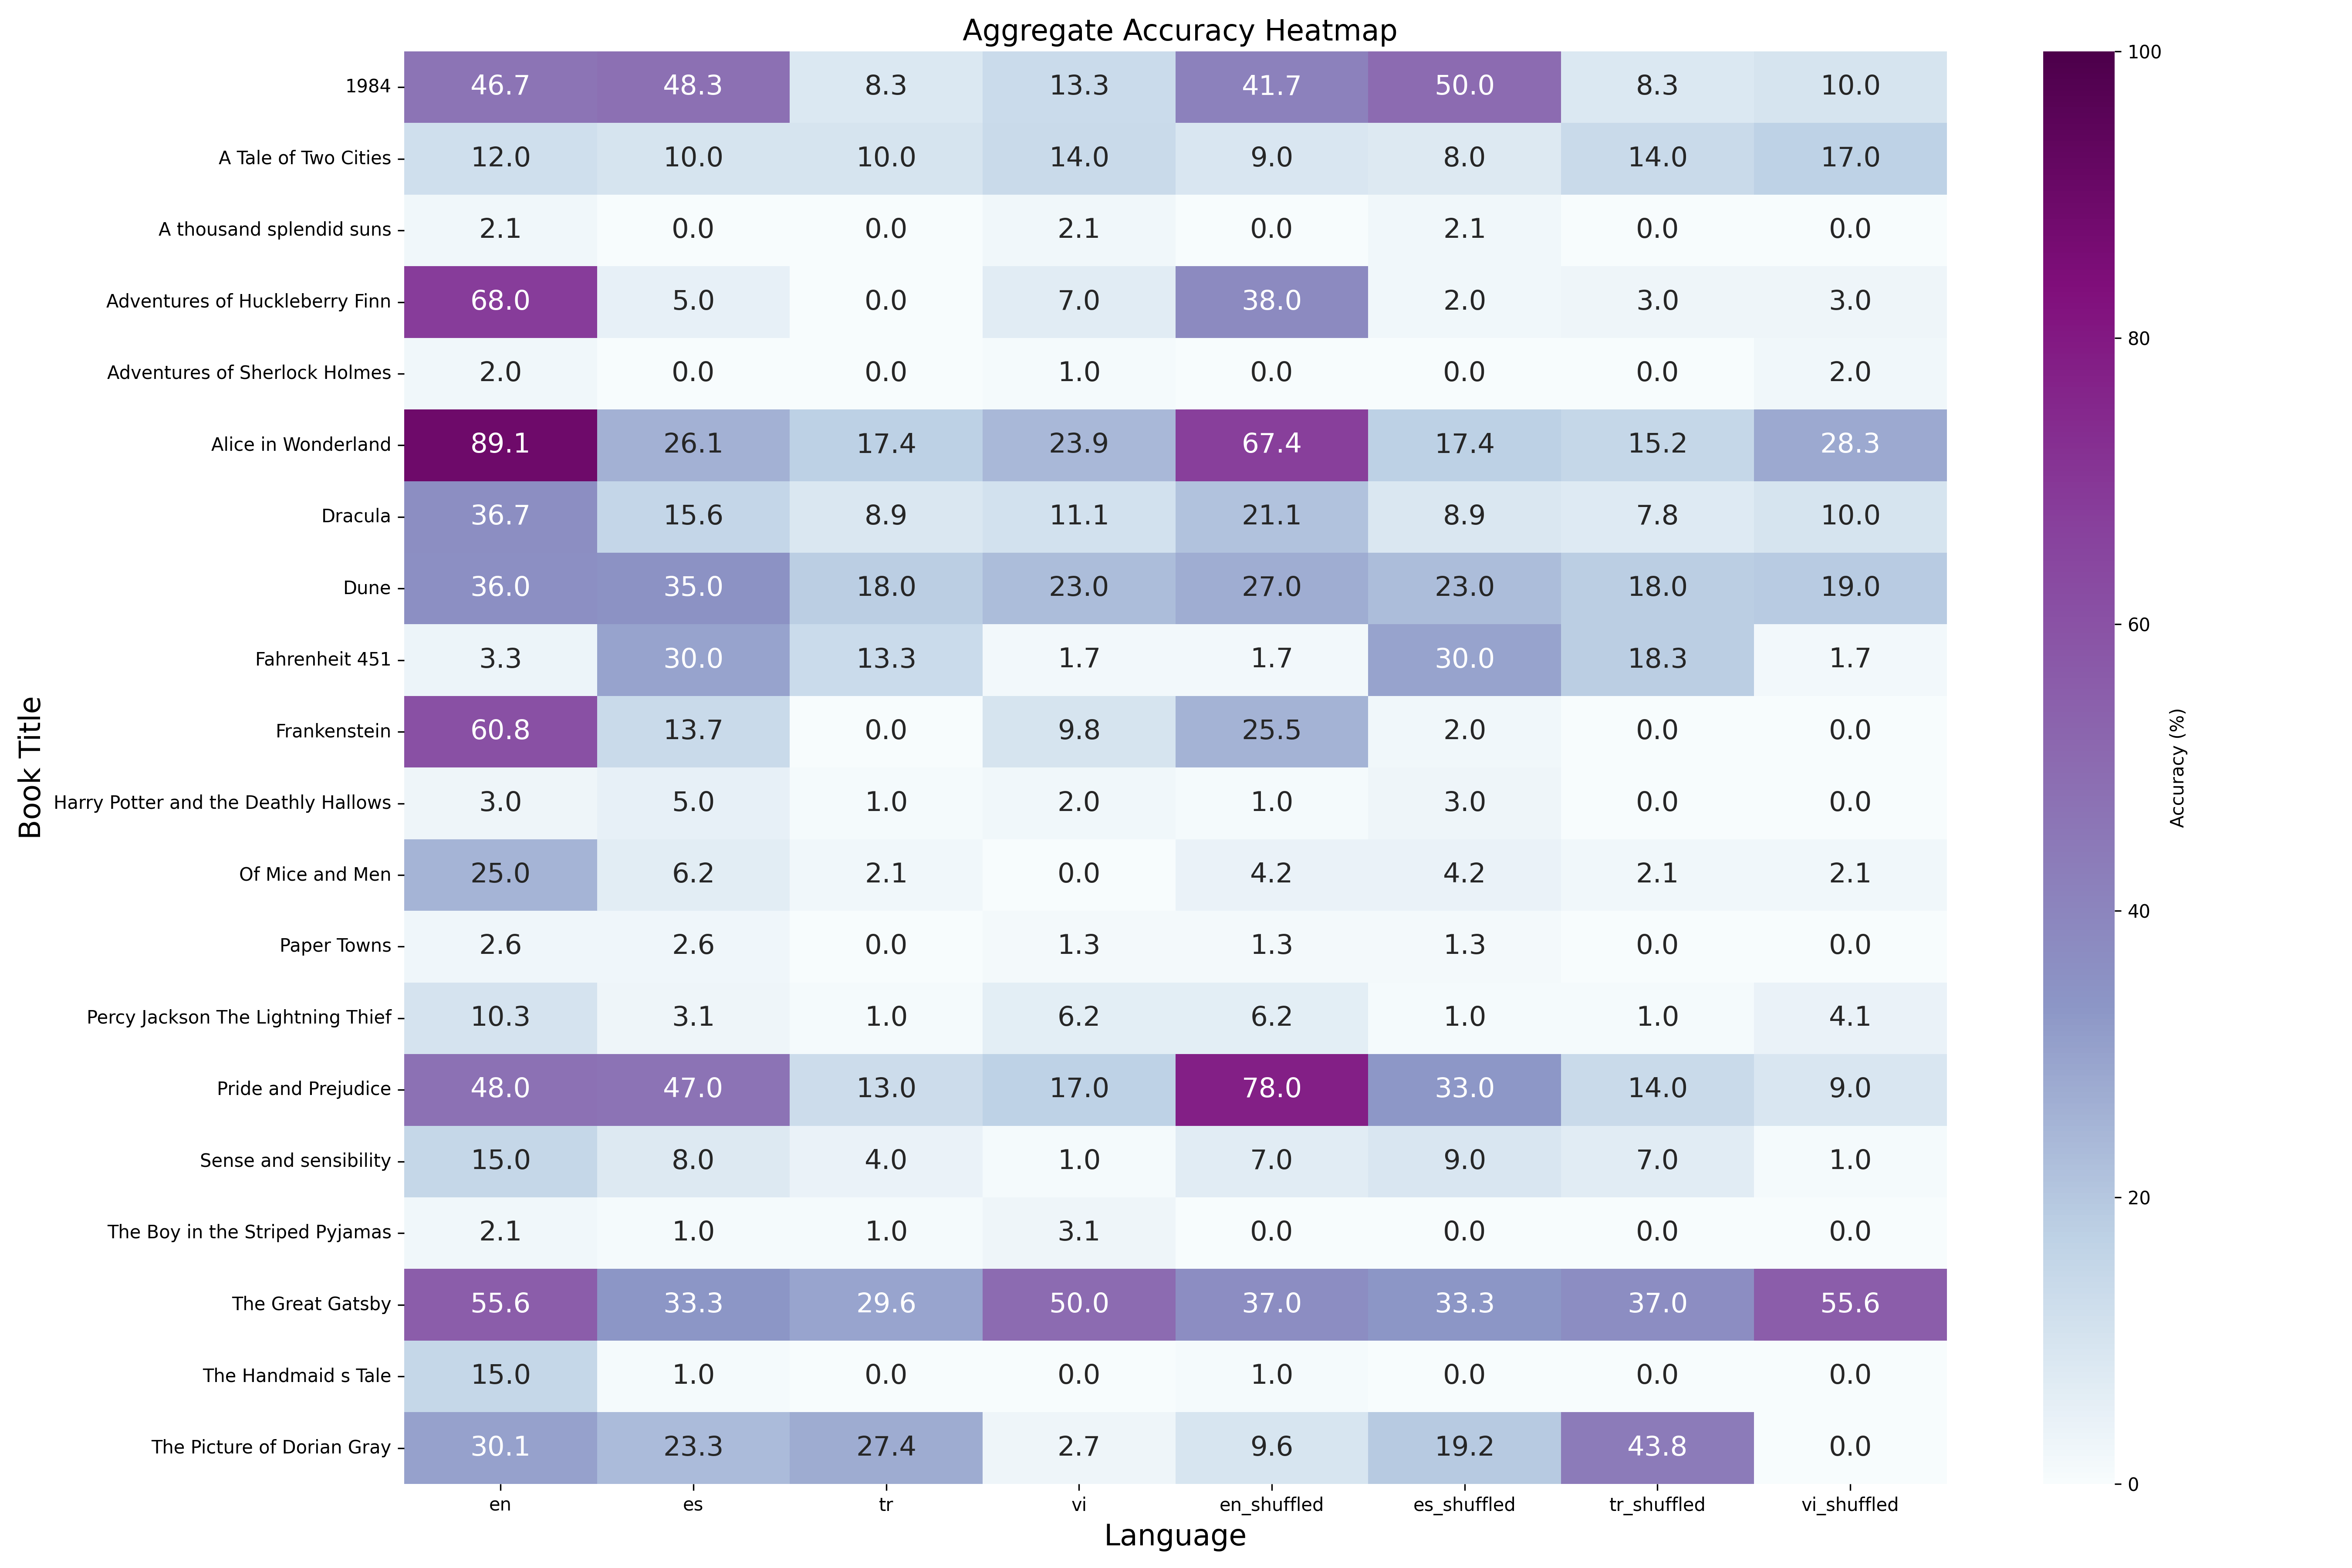 Aggregate Accuracy Heatmap
1984 46.7 48.3 8.3 13.3 41.7 50.0 8.3 10.0
A Tale of Two Cities 12.0 10.0 10.0 14.0 9.0 8.0 14.0 17.0
A thousand splendid suns 2.1 0.0 0.0 2.1 0.0 2.1 0.0 0.0
Adventures of Huckleberry Finn 68.0 5.0 0.0 7.0 38.0 2.0 3.0 3.0
Adventures of Sherlock Holmes 2.0 0.0 0.0 1.0 0.0 0.0 0.0 2.0
Alice in Wonderland 89.1 26.1 17.4 23.9 67.4 17.4 15.2 28.3
Dracula 36.7 15.6 8.9 11.1 21.1 8.9 7.8 10.0
Dune 36.0 35.0 18.0 23.0 27.0 23.0 18.0 19.0
Fahrenheit 451 3.3 30.0 13.3 1.7 1.7 30.0 18.3 1.7
Frankenstein 60.8 13.7 0.0 9.8 25.5 2.0 0.0 0.0
Harry Potter and the Deathly Hallows 3.0 5.0 1.0 2.0 1.0 3.0 0.0 0.0
Of Mice and Men 25.0 6.2 2.1 0.0 4.2 4.2 2.1 2.1
Paper Towns 2.6 2.6 0.0 1.3 1.3 1.3 0.0 0.0
Percy Jackson The Lightning Thief 10.3 3.1 1.0 6.2 6.2 1.0 1.0 4.1
Pride and Prejudice 48.0 47.0 13.0 17.0 78.0 33.0 14.0 9.0
Sense and sensibility 15.0 8.0 4.0 1.0 7.0 9.0 7.0 1.0
The Boy in the Striped Pyjamas 2.1 1.0 1.0 3.1 0.0 0.0 0.0 0.0
The Great Gatsby 55.6 33.3 29.6 50.0 37.0 33.3 37.0 55.6
The Handmaid s Tale 15.0 1.0 0.0 0.0 1.0 0.0 0.0 0.0
The Picture of Dorian Gray 30.1 23.3 27.4 2.7 9.6 19.2 43.8 0.0
en es tr vi en_shuffled es_shuffled tr_shuffled vi_shuffled
Language
Book Title
100
80
60
40
20
0
Accuracy (%)